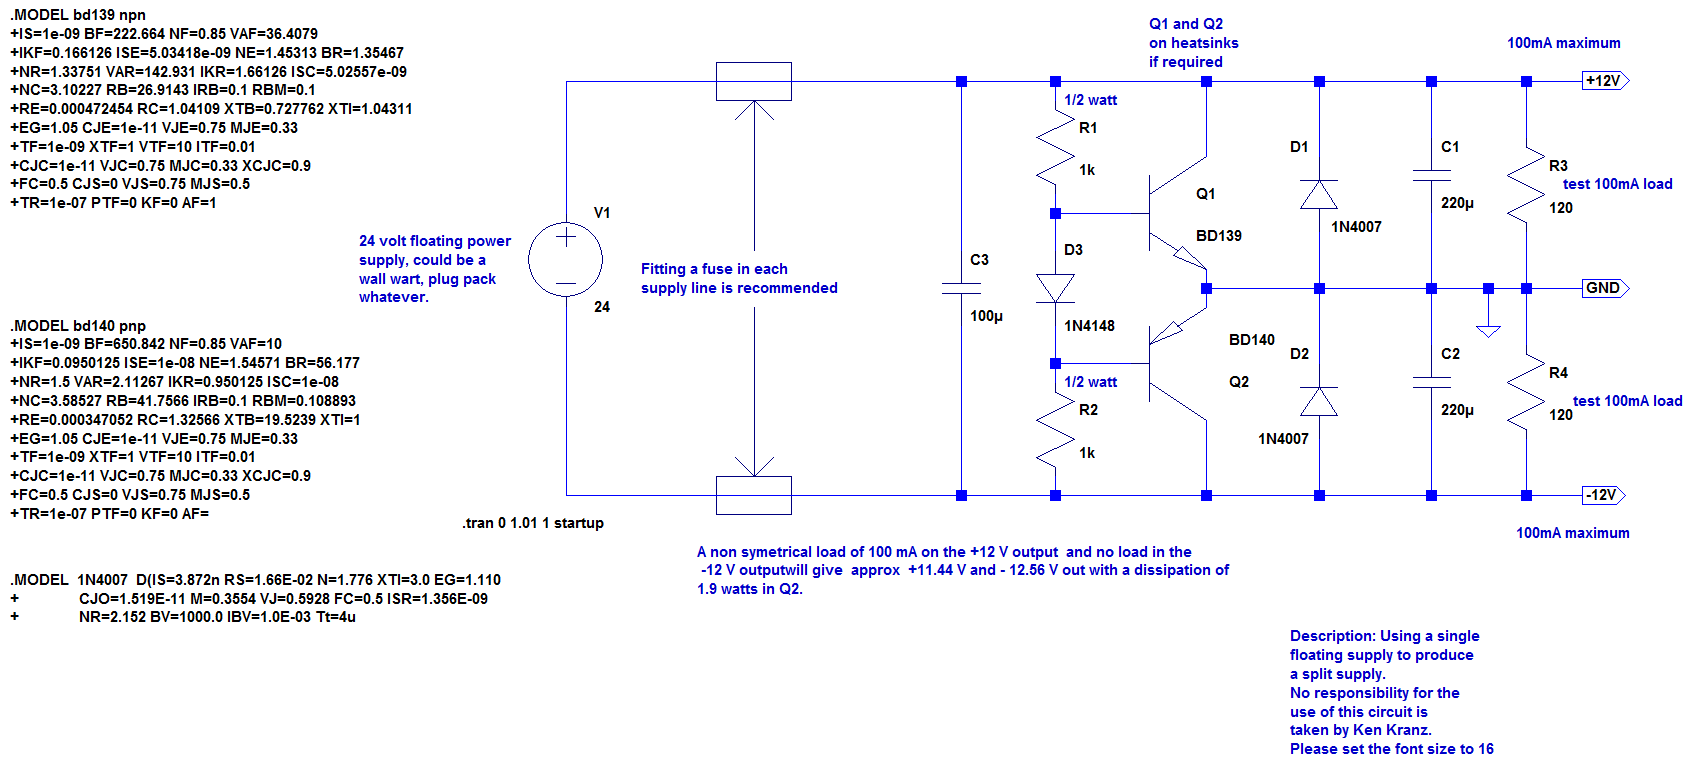 .MODEL bd139 npn
+IS=1e-09 BF=222.664 NF=0.85 VAF=36.4079
+IKF=0.166126 ISE=5.03418e-09 NE=1.45313 BR=1.35467
+NR=1.33751 VAR=142.931 IKR=1.66126 ISC=5.02557e-09
+NC=3.10227 RB=26.9143 IRB=0.1 RBM=0.1
+RE=0.000472454 RC=1.04109 XTB=0.727762 XTI=1.04311
+EG=1.05 CJE=1e-11 VJE=0.75 MJE=0.33
+TF=1e-09 XTF=1 VTF=10 ITF=0.01
+CJC=1e-11 VJC=0.75 MJC=0.33 XCJC=0.9
+FC=0.5 CJS=0 VJS=0.75 MJS=0.5
+TR=1e-07 PTF=0 KF=0 AF=1
24 volt floating power
supply, could be a
wall wart, plug pack
whatever.
V1
24
.MODEL bd140 pnp
+IS=1e-09 BF=650.842 NF=0.85 VAF=10
+IKF=0.0950125 ISE=1e-08 NE=1.54571 BR=56.177
+NR=1.5 VAR=2.11267 IKR=0.950125 ISC=1e-08
+NC=3.58527 RB=41.7566 IRB=0.1 RBM=0.108893
+RE=0.000347052 RC=1.32566 XTB=19.5239 XTI=1
+EG=1.05 CJE=1e-11 VJE=0.75 MJE=0.33
+TF=1e-09 XTF=1 VTF=10 ITF=0.01
+CJC=1e-11 VJC=0.75 MJC=0.33 XCJC=0.9
+FC=0.5 CJS=0 VJS=0.75 MJS=0.5
+TR=1e-07 PTF=0 KF=0 AF=
.tran 0 1.01 1 startup
.MODEL 1N4007 D(IS=3.872n RS=1.66E-02 N=1.776 XTI=3.0 EG=1.110
+ CJO=1.519E-11 M=0.3554 VJ=0.5928 FC=0.5 ISR=1.356E-09
+ NR=2.152 BV=1000.0 IBV=1.0E-03 Tt=4u
Fitting a fuse in each
supply line is recommended
C3
100µ
1/2 watt
R1
1k
D3
1N4148
1/2 watt
R2
1k
Q1 and Q2
on heatsinks
if required
Q1
BD139
BD140
Q2
D1
1N4007
D2
1N4007
C1
220µ
C2
220µ
100mA maximum
+12V
R3
test 100mA load
120
GND
R4
test 100mA load
120
-12V
100mA maximum
A non symetrical load of 100 mA on the +12 V output and no load in the
-12 V outputwill give approx +11.44 V and - 12.56 V out with a dissipation of
1.9 watts in Q2.
Description: Using a single
floating supply to produce
a split supply.
No responsibility for the
use of this circuit is
taken by Ken Kranz.
Please set the font size to 16